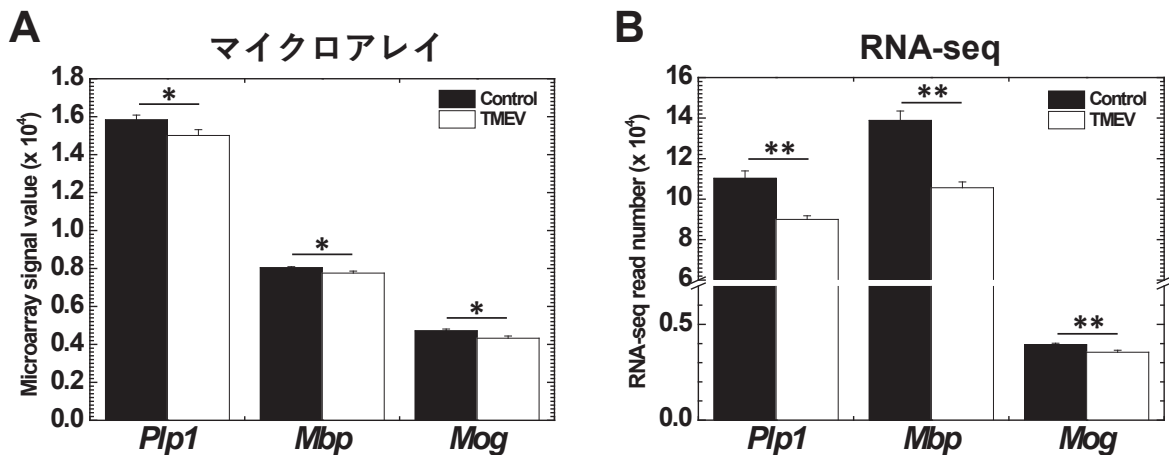 A
マイクロアレイ
Microarray signal value (x 10⁴)
1.8
1.6
1.4
1.2
1.0
0.8
0.6
0.4
0.2
0.0
*
*
*
Control
TMEV
Plp1
Mbp
Mog
B
RNA-seq
RNA-seq read number (x 10⁴)
16
14
12
10
8
6
0.5
0.0
**
**
**
Control
TMEV
Plp1
Mbp
Mog